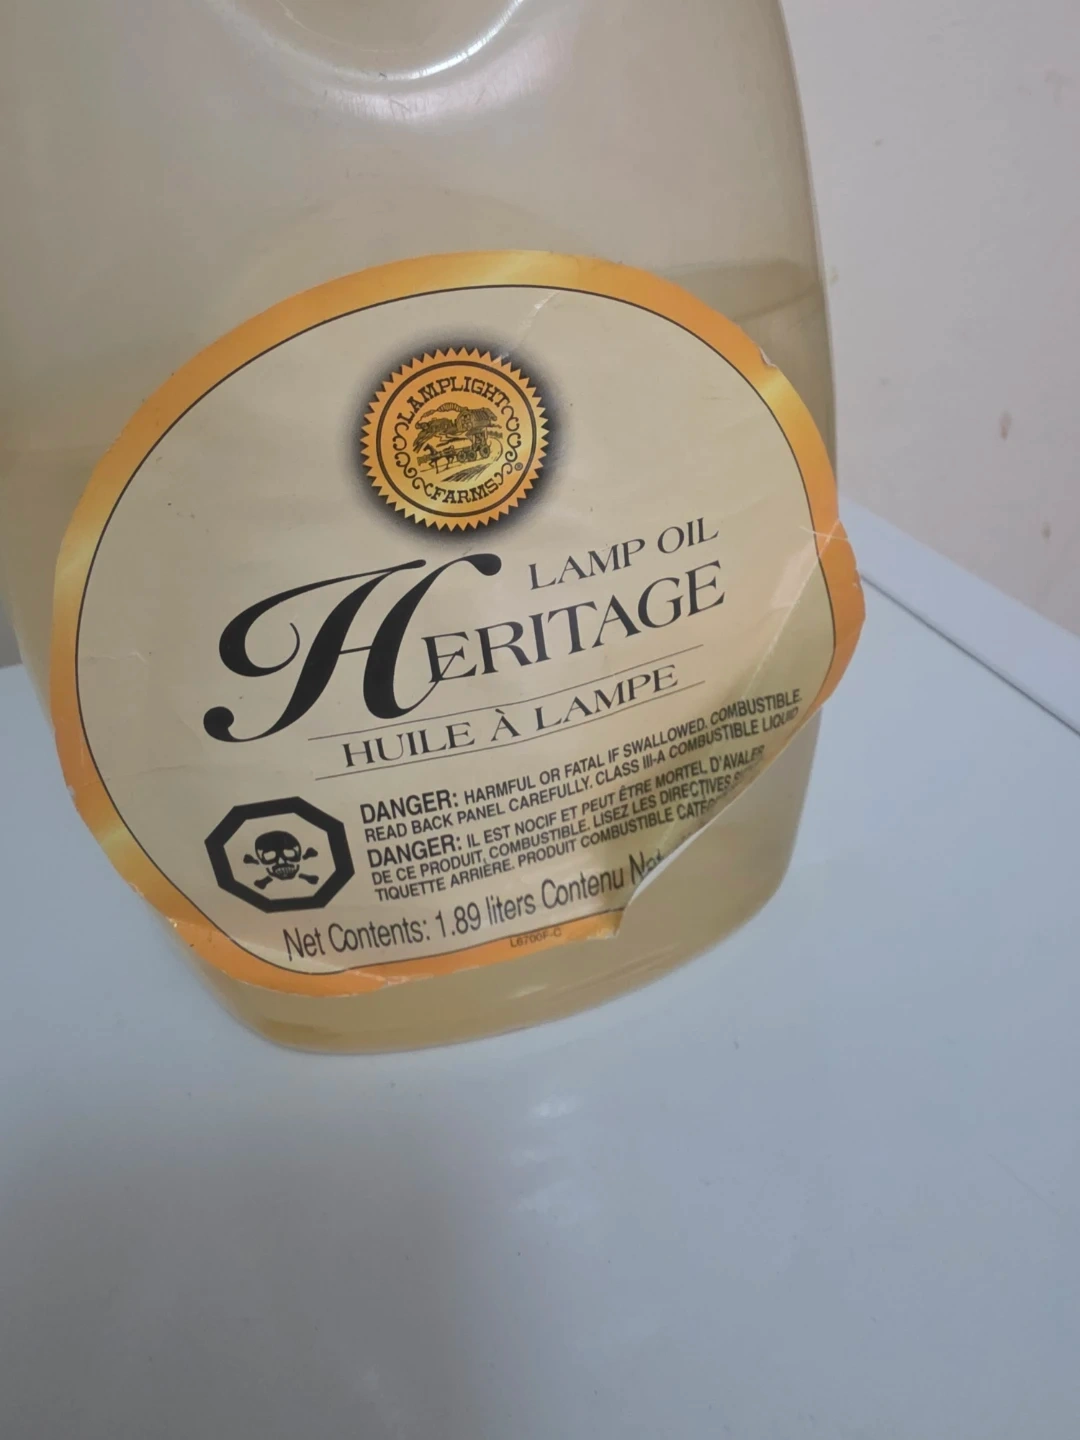 LAMPLIGHT
FARMS®
LAMP OIL
HERITAGE
HUILE À LAMPE
DANGER: HARMFUL OR FATAL IF SWALLOWED. COMBUSTIBLE.
READ BACK PANEL CAREFULLY. CLASS III-A COMBUSTIBLE LIQUID
DANGER: IL EST NOCIF ET PEUT ÊTRE MORTEL D'AVALER
DE CE PRODUIT, COMBUSTIBLE. LISEZ LES DIRECTIVES
TIQUETTE ARRIÈRE. PRODUIT COMBUSTIBLE
Net Contents: 1.89 liters Contenu
L6700F-C